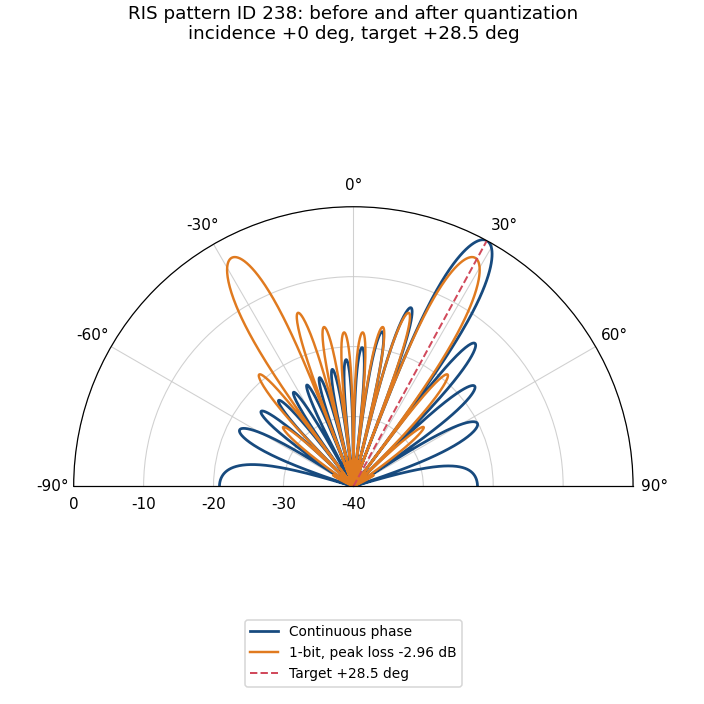 RIS pattern ID 238: before and after quantization
incidence +0 deg, target +28.5 deg
0°
-30°
30°
-60°
60°
-90°
90°
0
-10
-20
-30
-40
Continuous phase
1-bit, peak loss -2.96 dB
Target +28.5 deg